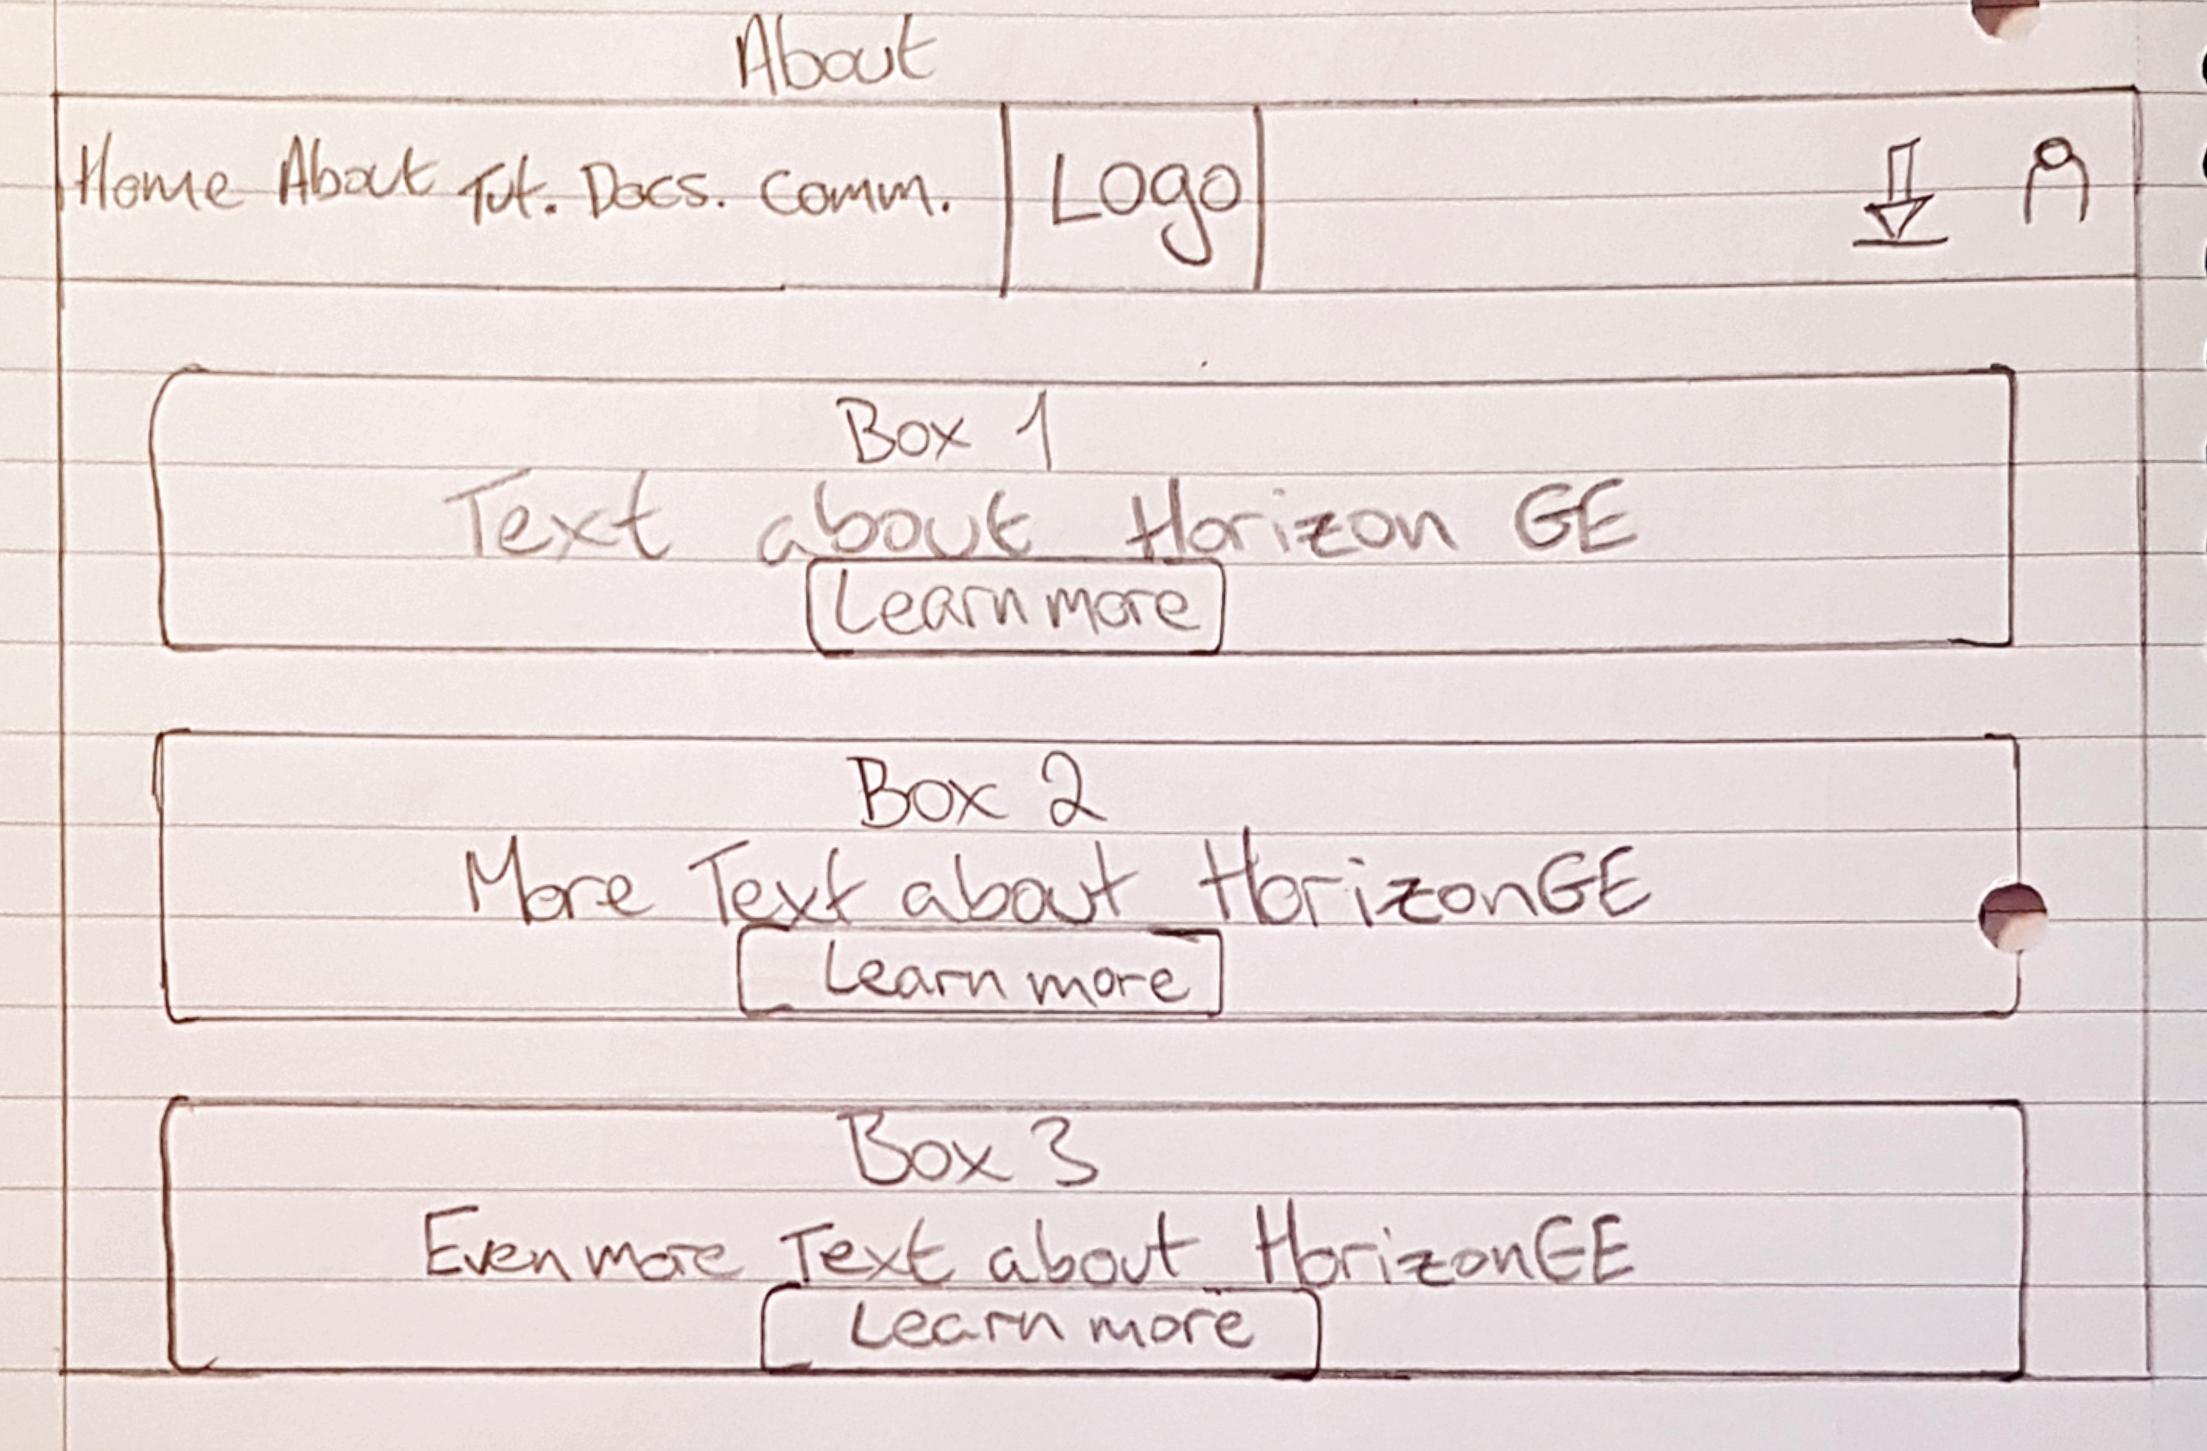 About
Home About Tut. Docs. Comm. Logo
Box 1
Text about Horizon GE
Learn more
Box 2
More Text about HorizonGE
Learn more
Box 3
Even more Text about HorizonGE
Learn more